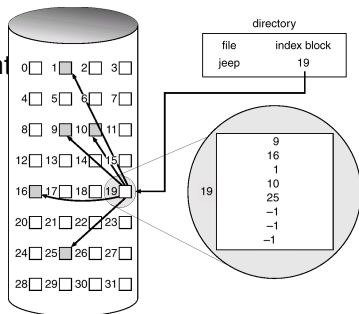 directory
file index block
jeep 19
0 1 2 3
4 5 6 7
8 9 10 11
12 13 14 15
16 17 18 19
20 21 22 23
24 25 26 27
28 29 30 31
19
9
16
1
10
25
–1
–1
–1